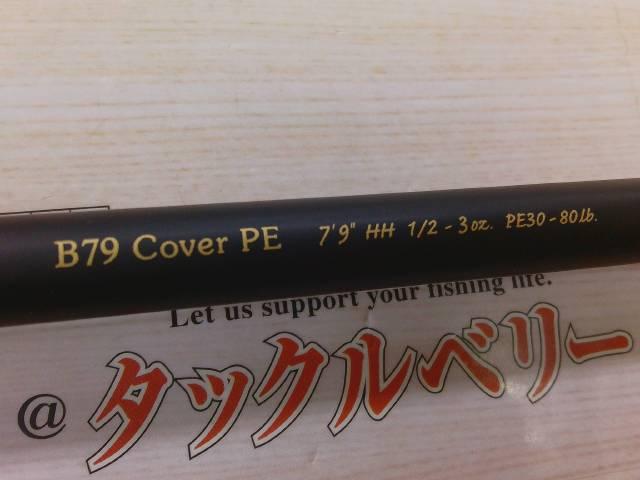 B79 Cover PE 7'9" HH 1/2-3oz. PE30-80lb.
Let us support your fishing life.
@タックルベリー